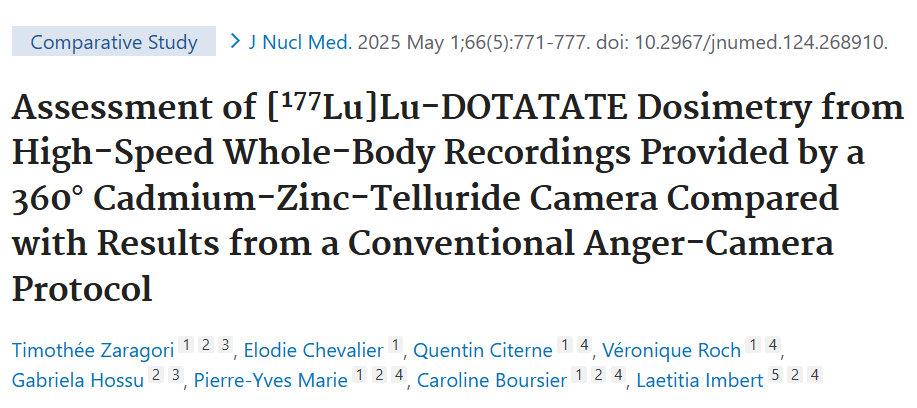 Comparative Study > J Nucl Med. 2025 May 1;66(5):771-777. doi: 10.2967/jnumed.124.268910.
Assessment of [¹⁷⁷Lu]Lu-DOTATATE Dosimetry from
High-Speed Whole-Body Recordings Provided by a
360° Cadmium-Zinc-Telluride Camera Compared
with Results from a Conventional Anger-Camera
Protocol
Timothée Zaragori 1 2 3, Elodie Chevalier 1, Quentin Citerne 1 4, Véronique Roch 1 4,
Gabriela Hossu 2 3, Pierre-Yves Marie 1 2 4, Caroline Boursier 1 2 4, Laetitia Imbert 5 2 4